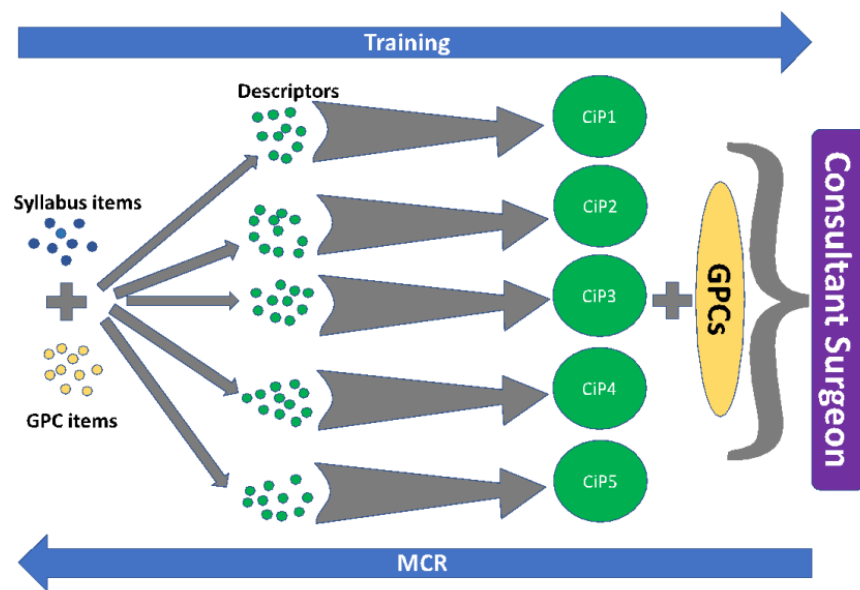 Training
Descriptors
CiP1
Syllabus items
CiP2
CiP3
GPCs
Consultant Surgeon
GPC items
CiP4
CiP5
MCR